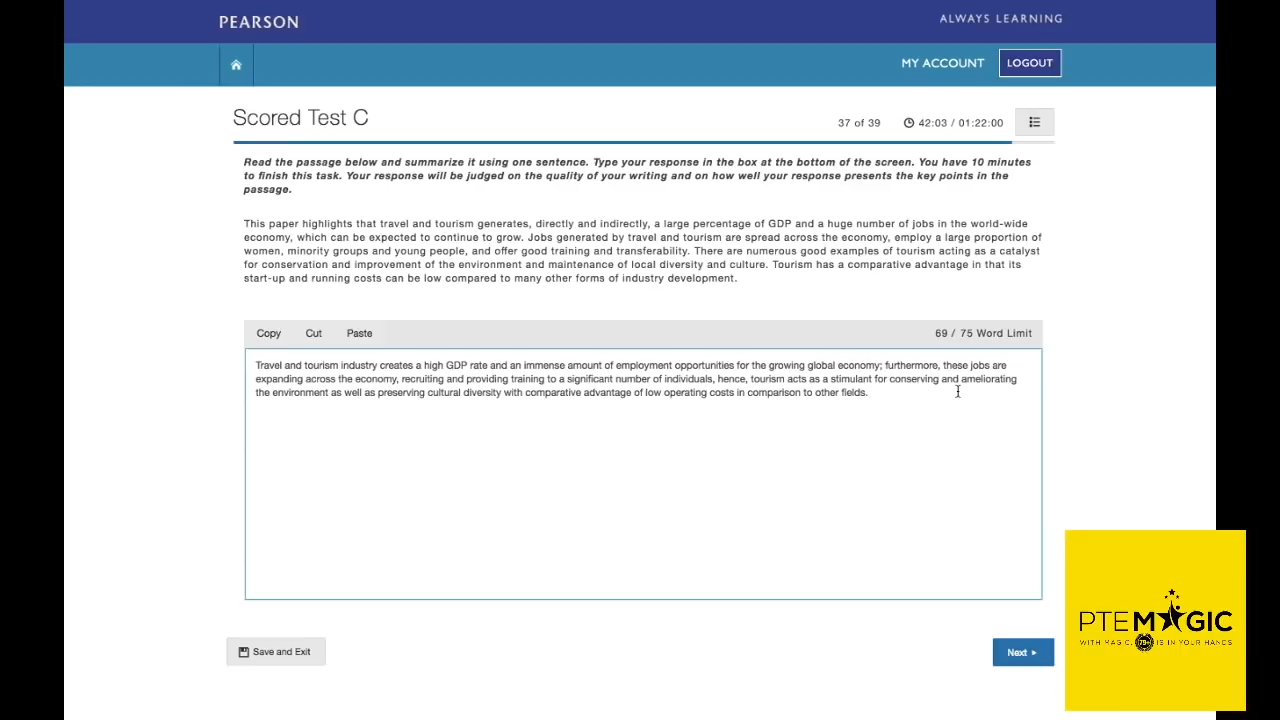 PEARSON
ALWAYS LEARNING
MY ACCOUNT
LOGOUT
Scored Test C
37 of 39
42:03 / 01:22:00
Read the passage below and summarize it using one sentence. Type your response in the box at the bottom of the screen. You have 10 minutes
to finish this task. Your response will be judged on the quality of your writing and on how well your response presents the key points in the
passage.
This paper highlights that travel and tourism generates, directly and indirectly, a large percentage of GDP and a huge number of jobs in the world-wide
economy, which can be expected to continue to grow. Jobs generated by travel and tourism are spread across the economy, employ a large proportion of
women, minority groups and young people, and offer good training and transferability. There are numerous good examples of tourism acting as a catalyst
for conservation and improvement of the environment and maintenance of local diversity and culture. Tourism has a comparative advantage in that its
start-up and running costs can be low compared to many other forms of industry development.
Copy Cut Paste
69 / 75 Word Limit
Travel and tourism industry creates a high GDP rate and an immense amount of employment opportunities for the growing global economy; furthermore, these jobs are
expanding across the economy, recruiting and providing training to a significant number of individuals, hence, tourism acts as a stimulant for conserving and ameliorating
the environment as well as preserving cultural diversity with comparative advantage of low operating costs in comparison to other fields.
Save and Exit
Next
PTEMAGIC
WITH MAGIC, 79+ IS IN YOUR HANDS